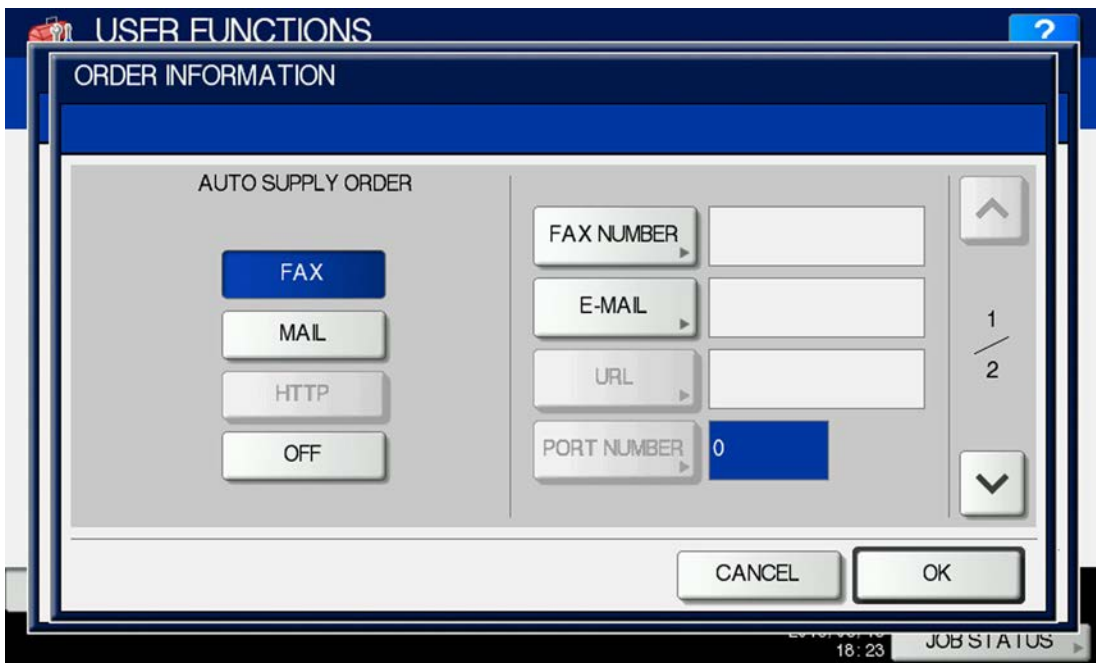 USER FUNCTIONS
?
ORDER INFORMATION
AUTO SUPPLY ORDER
FAX
MAIL
HTTP
OFF
FAX NUMBER
E-MAIL
URL
PORT NUMBER
0
1
2
CANCEL
OK
18:23
JOB STATUS